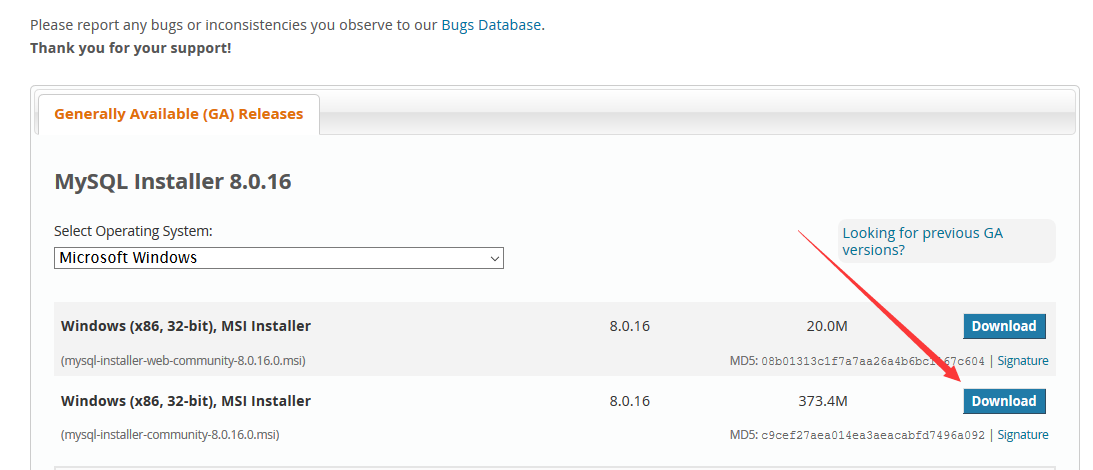 Please report any bugs or inconsistencies you observe to our Bugs Database.
Thank you for your support!
Generally Available (GA) Releases
MySQL Installer 8.0.16
Select Operating System:
Microsoft Windows
Looking for previous GA
versions?
Windows (x86, 32-bit), MSI Installer 8.0.16 20.0M Download
(mysql-installer-web-community-8.0.16.0.msi) MD5: | Signature
Windows (x86, 32-bit), MSI Installer 8.0.16 373.4M Download
(mysql-installer-community-8.0.16.0.msi) MD5: c9cef27aea014ea3aeacabfd7496a092 | Signature